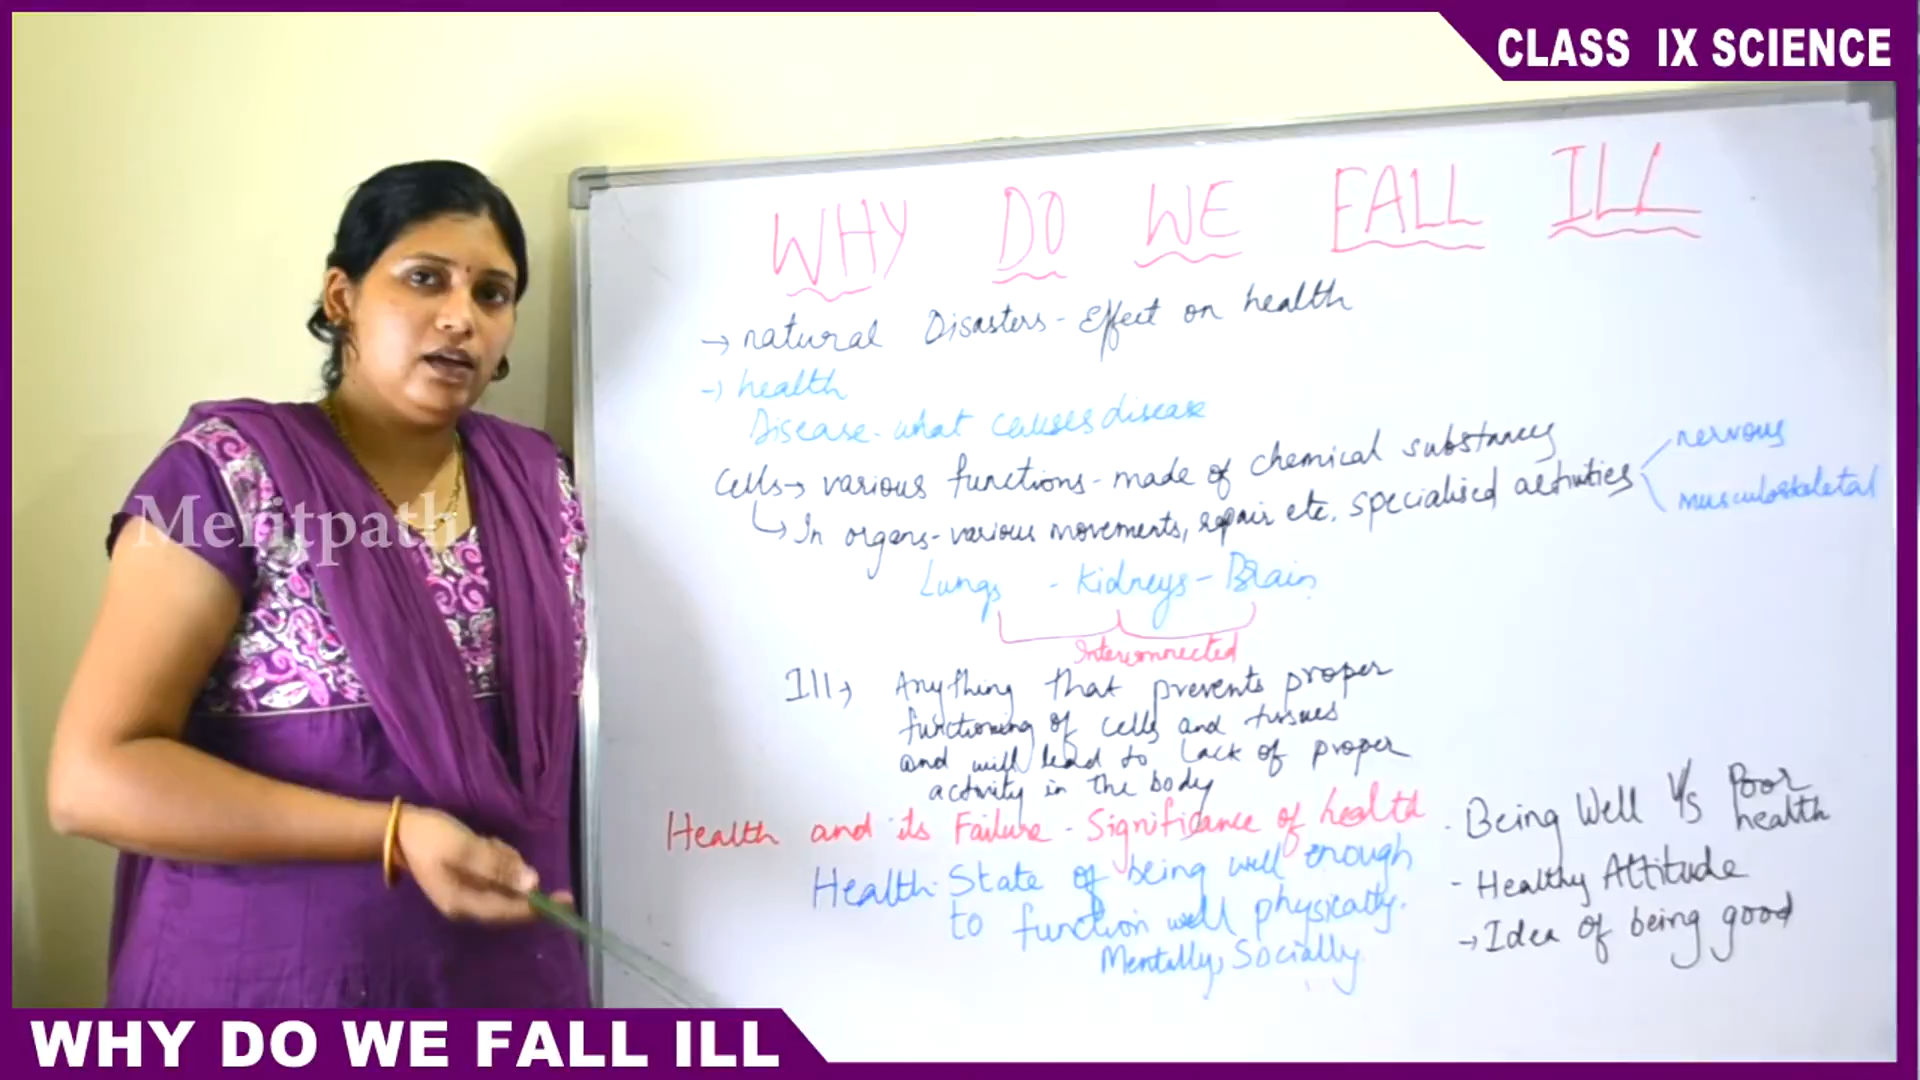 CLASS IX SCIENCE
WHY DO WE FALL ILL
→ natural Disasters - Effect on health
→ health
Disease - what causes disease
Cells → various functions - made of chemical substances
↳ In organs - various movements, repair etc. specialised activities
nervous
musculoskeletal
Lungs - Kidneys - Brain
Interconnected
Ill → Anything that prevents proper
functioning of cells and tissues
and will lead to lack of proper
activity in the body
Health and its Failure - Significance of health
Health - State of being well enough
to function well physically.
Mentally, Socially
- Being Well V/s Poor
health
- Healthy Attitude
→ Idea of being good
Meritpath
WHY DO WE FALL ILL